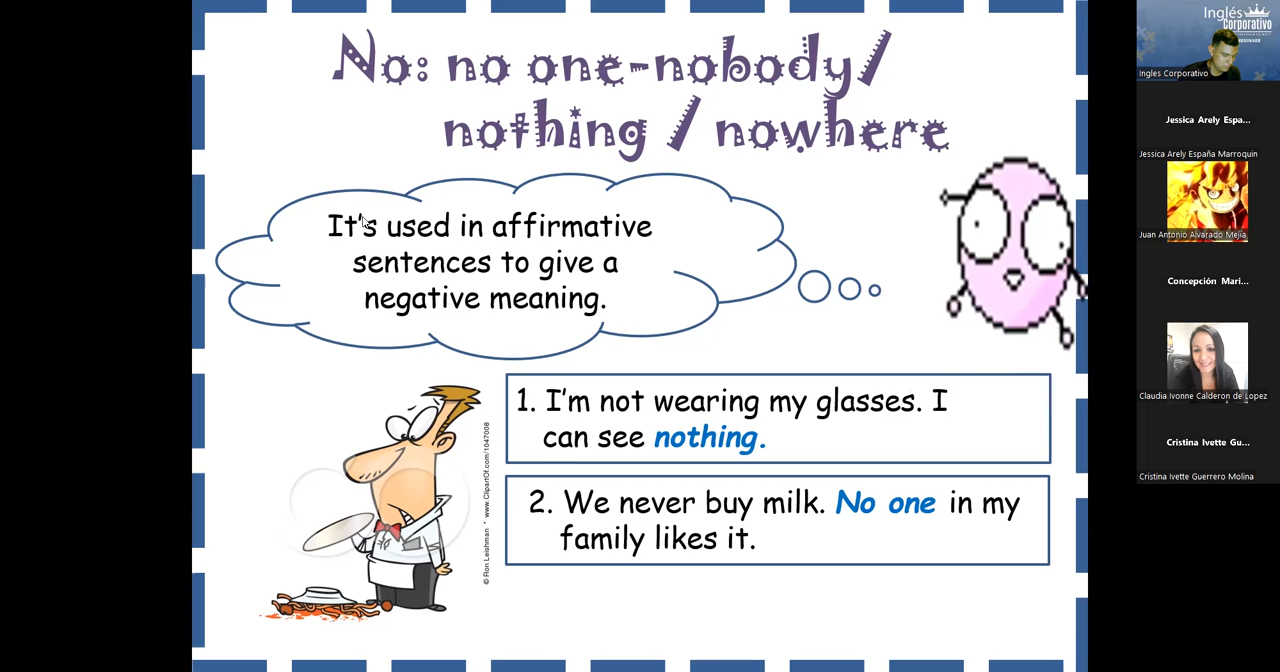 No: no one-nobody/
nothing / nowhere
It's used in affirmative
sentences to give a
negative meaning.
1. I'm not wearing my glasses. I
can see nothing.
2. We never buy milk. No one in my
family likes it.
© Ron Leishman * www.ClipartOf.com/1047008
Inglés
Corporativo
BEGINNER
Ingles Corporativo
Jessica Arely Espa...
Jessica Arely España Marroquin
Juan Antonio Alvarado Mejía
Concepción Mari...
Claudia Ivonne Calderon de Lopez
Cristina Ivette Gu...
Cristina Ivette Guerrero Molina